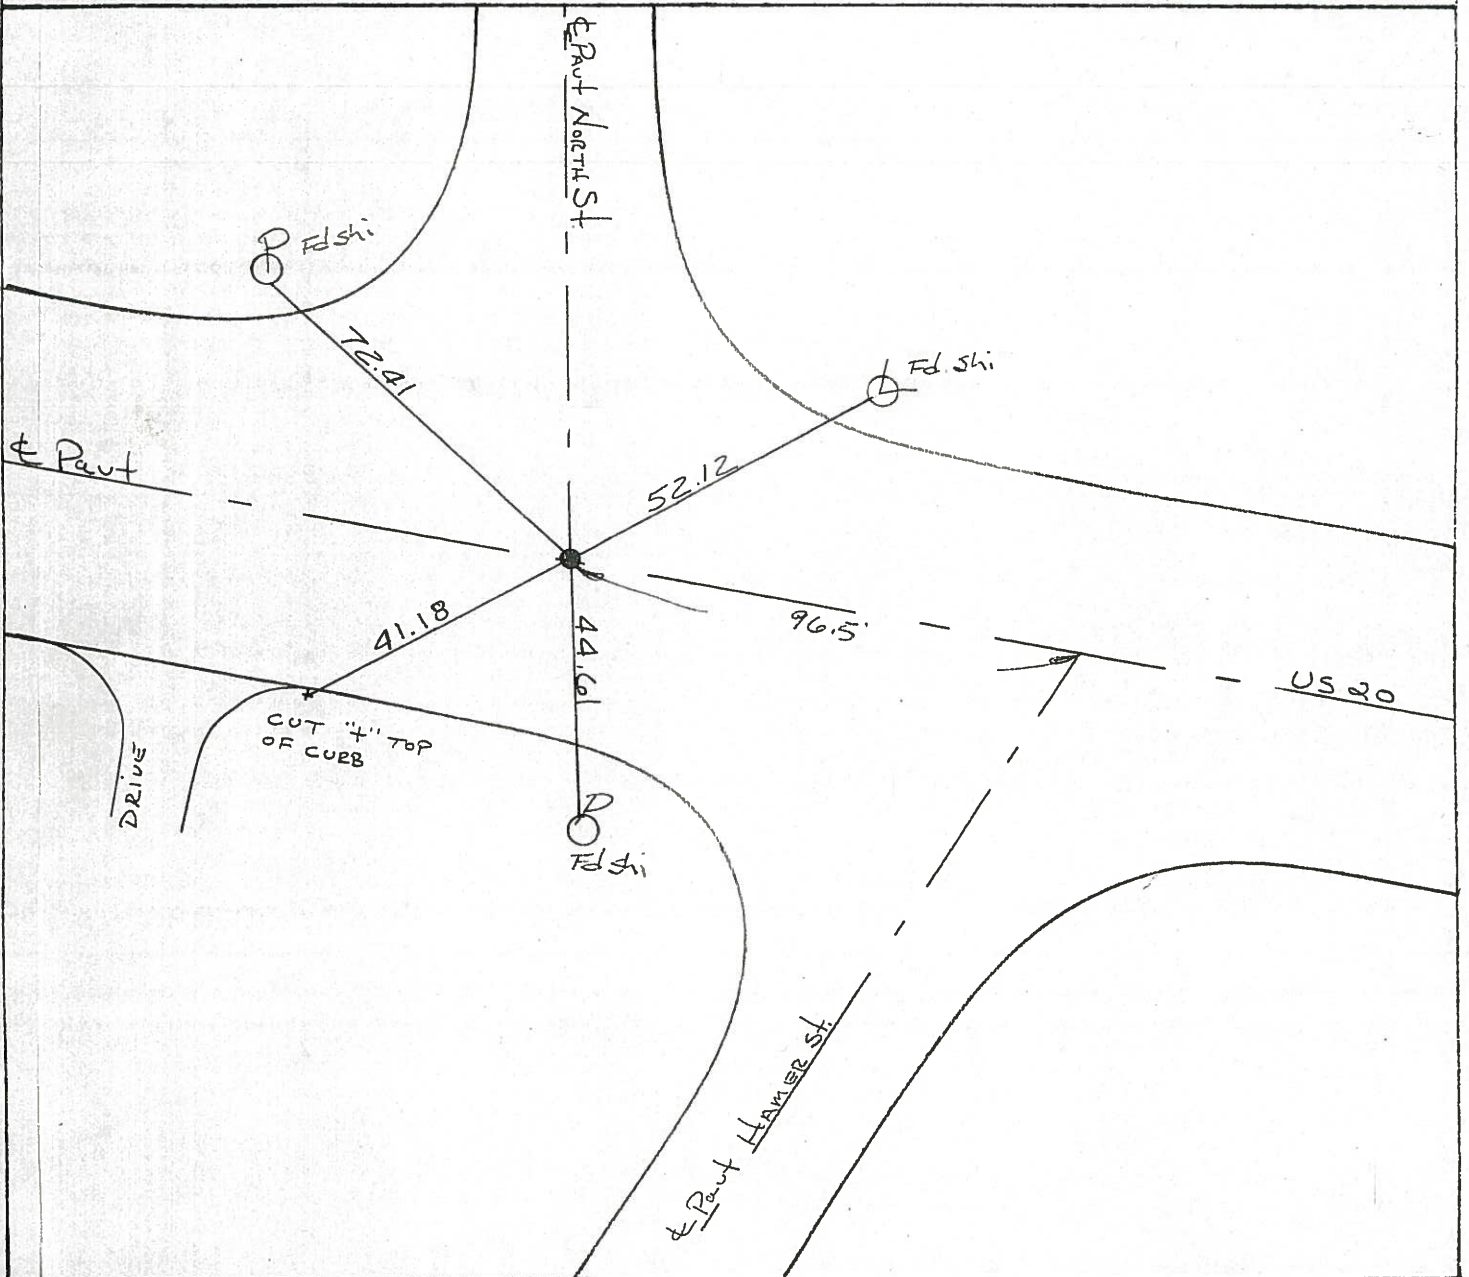 ℄ Pavt North St.
P Fd shi
72.41
Fd. shi
52.12
℄ Pavt
41.18
44.61
96.5'
US 20
CUT "+" TOP
OF CURB
DRIVE
P
Fd shi
℄ Pavt HAMER St.